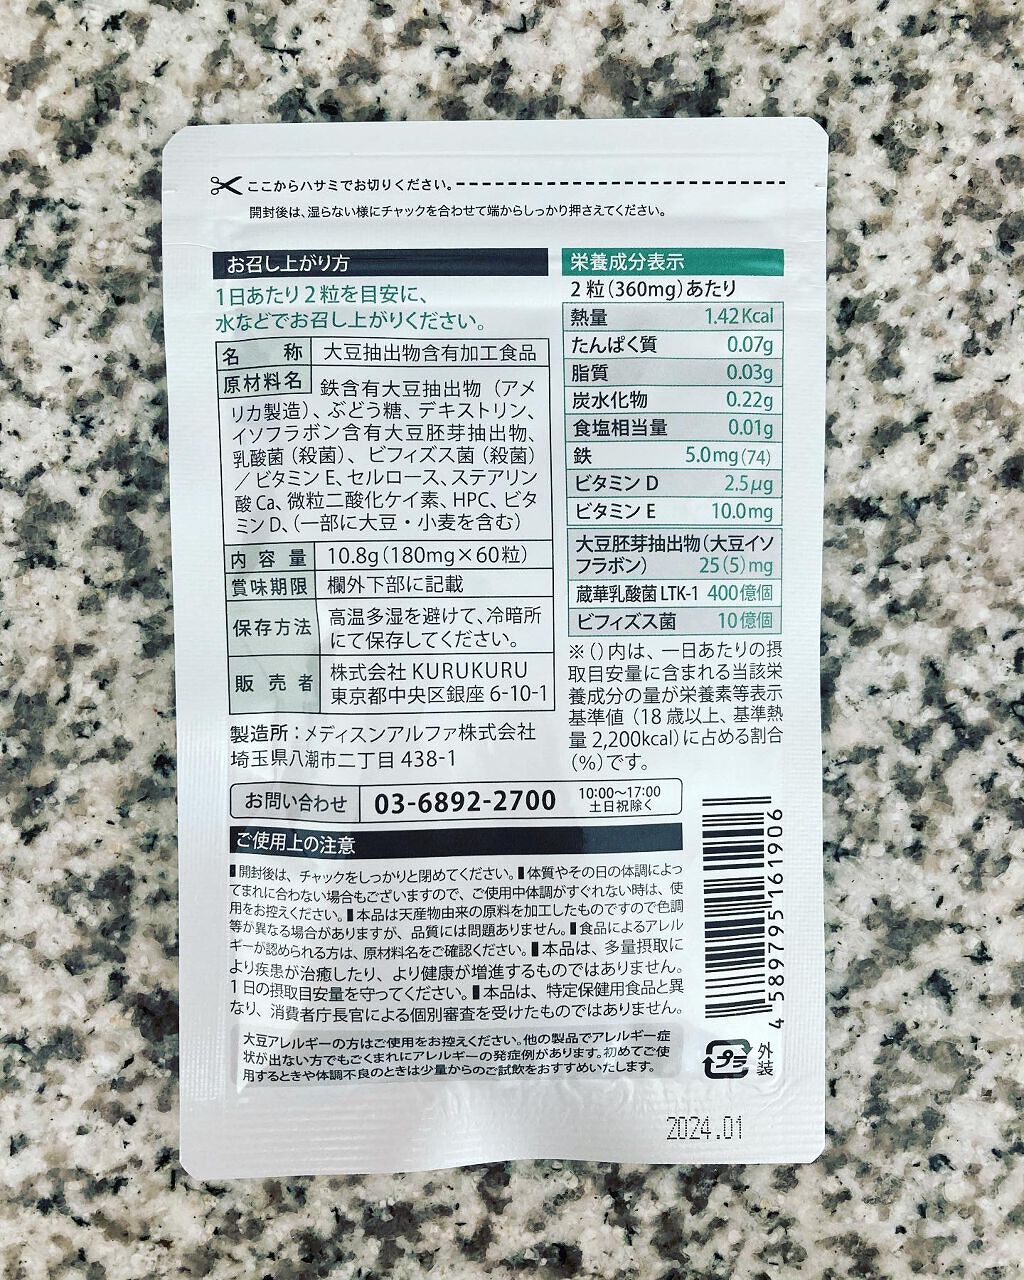 ここからハサミでお切りください。
開封後は、湿らない様にチャックを合わせて端からしっかり押さえてください。
お召し上がり方
1日あたり2粒を目安に、
水などでお召し上がりください。
名称 大豆抽出物含有加工食品
原材料名 鉄含有大豆抽出物（アメ
リカ製造）、ぶどう糖、デキストリン、
イソフラボン含有大豆胚芽抽出物、
乳酸菌（殺菌）、ビフィズス菌（殺菌）
／ビタミンE、セルロース、ステアリン
酸Ca、微粒二酸化ケイ素、HPC、ビタ
ミンD、（一部に大豆・小麦を含む）
内容量 10.8g（180mg×60粒）
賞味期限 欄外下部に記載
保存方法 高温多湿を避けて、冷暗所
にて保存してください。
販売者 株式会社 KURUKURU
東京都中央区銀座 6-10-1
製造所：メディスンアルファ株式会社
埼玉県八潮市二丁目 438-1
栄養成分表示
2粒（360mg）あたり
熱量 1.42Kcal
たんぱく質 0.07g
脂質 0.03g
炭水化物 0.22g
食塩相当量 0.01g
鉄 5.0mg(74)
ビタミンD 2.5μg
ビタミンE 10.0mg
大豆胚芽抽出物（大豆イソ
フラボン） 25(5)mg
蔵華乳酸菌LTK-1 400億個
ビフィズス菌 10億個
※（）内は、一日あたりの摂
取目安量に含まれる当該栄
養成分の量が栄養素等表示
基準値（18歳以上、基準熱
量2,200kcal）に占める割合
（%）です。
お問い合わせ 03-6892-2700 10:00〜17:00
土日祝除く
ご使用上の注意
▮開封後は、チャックをしっかりと閉めてください。▮体質やその日の体調によっ
てまれに合わない場合もございますので、ご使用中体調がすぐれない時は、使
用をお控えください。▮本品は天産物由来の原料を加工したものですので色調
等が異なる場合がありますが、品質には問題ありません。▮食品によるアレル
ギーが認められる方は、原材料名をご確認ください。▮本品は、多量摂取に
より疾患が治癒したり、より健康が増進するものではありません。
1日の摂取目安量を守ってください。▮本品は、特定保健用食品と異
なり、消費者庁長官による個別審査を受けたものではありません。
大豆アレルギーの方はご使用をお控えください。他の製品でアレルギー症
状が出ない方でもごくまれにアレルギーの発症例があります。初めてご使
用するときや体調不良のときは少量からのご試飲をおすすめいたします。
4 589795 161906
プラ
外装
2024.01